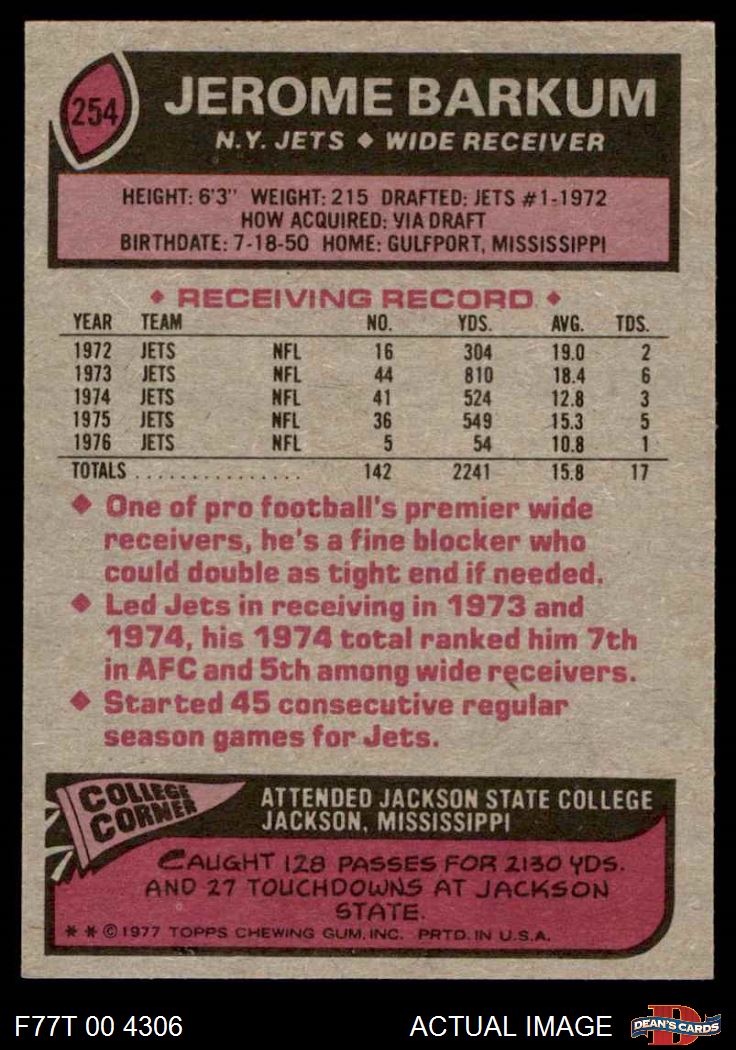 254
JEROME BARKUM
N.Y. JETS ♦ WIDE RECEIVER
HEIGHT: 6'3" WEIGHT: 215 DRAFTED: JETS #1-1972
HOW ACQUIRED: VIA DRAFT
BIRTHDATE: 7-18-50 HOME: GULFPORT, MISSISSIPPI
♦ RECEIVING RECORD ♦
YEAR TEAM NO. YDS. AVG. TDS.
1972 JETS NFL 16 304 19.0 2
1973 JETS NFL 44 810 18.4 6
1974 JETS NFL 41 524 12.8 3
1975 JETS NFL 36 549 15.3 5
1976 JETS NFL 5 54 10.8 1
TOTALS ................ 142 2241 15.8 17
♦ One of pro football's premier wide
receivers, he's a fine blocker who
could double as tight end if needed.
♦ Led Jets in receiving in 1973 and
1974, his 1974 total ranked him 7th
in AFC and 5th among wide receivers.
♦ Started 45 consecutive regular
season games for Jets.
COLLEGE
CORNER
ATTENDED JACKSON STATE COLLEGE
JACKSON, MISSISSIPPI
CAUGHT 128 PASSES FOR 2130 YDS.
AND 27 TOUCHDOWNS AT JACKSON
STATE.
* * ©1977 TOPPS CHEWING GUM, INC. PRTD. IN U.S.A.
F77T 00 4306 ACTUAL IMAGE
D
DEAN'S CARDS